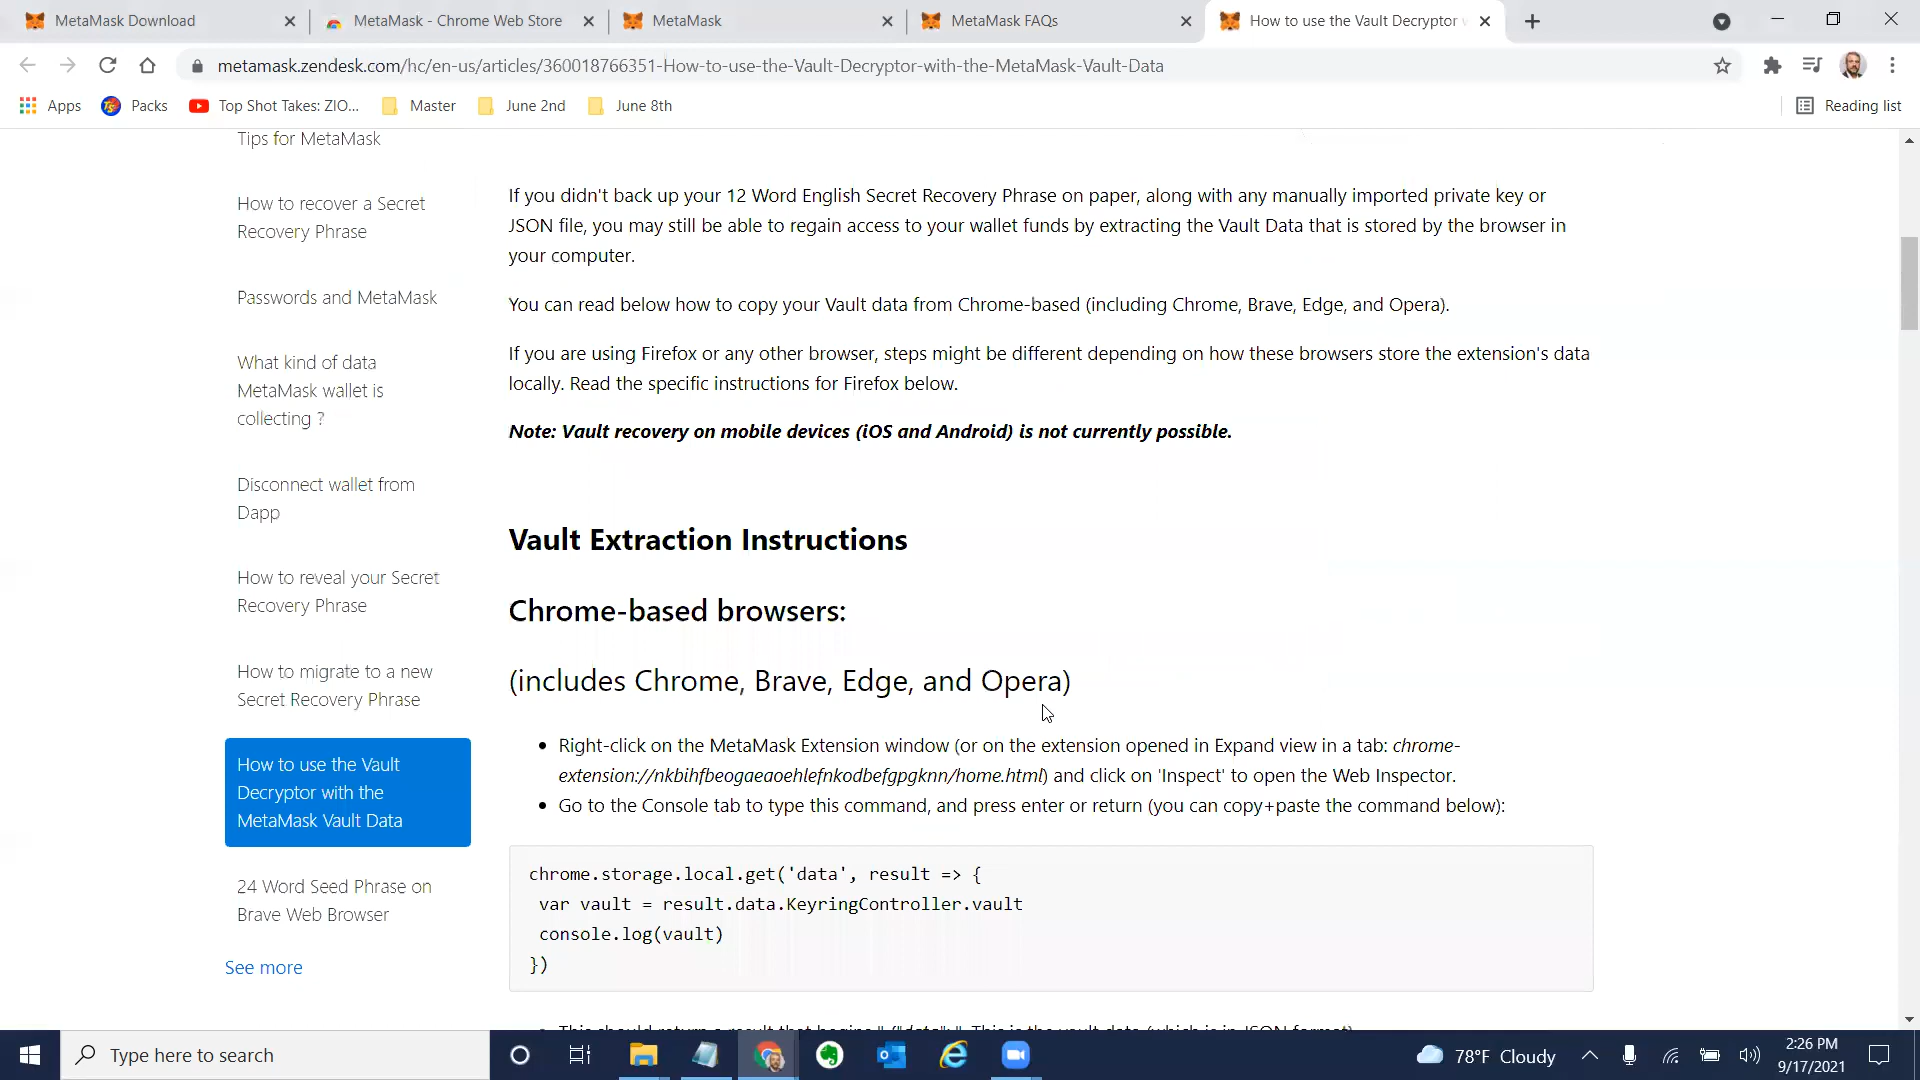 MetaMask Download
MetaMask - Chrome Web Store
MetaMask
MetaMask FAQs
How to use the Vault Decryptor
metamask.zendesk.com/hc/en-us/articles/360018766351-How-to-use-the-Vault-Decryptor-with-the-MetaMask-Vault-Data
Apps
Packs
Top Shot Takes: ZIO...
Master
June 2nd
June 8th
Reading list
Tips for MetaMask
How to recover a Secret
Recovery Phrase
Passwords and MetaMask
What kind of data
MetaMask wallet is
collecting ?
Disconnect wallet from
Dapp
How to reveal your Secret
Recovery Phrase
How to migrate to a new
Secret Recovery Phrase
How to use the Vault
Decryptor with the
MetaMask Vault Data
24 Word Seed Phrase on
Brave Web Browser
See more
If you didn't back up your 12 Word English Secret Recovery Phrase on paper, along with any manually imported private key or
JSON file, you may still be able to regain access to your wallet funds by extracting the Vault Data that is stored by the browser in
your computer.
You can read below how to copy your Vault data from Chrome-based (including Chrome, Brave, Edge, and Opera).
If you are using Firefox or any other browser, steps might be different depending on how these browsers store the extension's data
locally. Read the specific instructions for Firefox below.
Note: Vault recovery on mobile devices (iOS and Android) is not currently possible.
Vault Extraction Instructions
Chrome-based browsers:
(includes Chrome, Brave, Edge, and Opera)
• Right-click on the MetaMask Extension window (or on the extension opened in Expand view in a tab: chrome-
extension://nkbihfbeogaeaoehlefnkodbefgpgknn/home.html) and click on 'Inspect' to open the Web Inspector.
• Go to the Console tab to type this command, and press enter or return (you can copy+paste the command below):
chrome.storage.local.get('data', result => {
var vault = result.data.KeyringController.vault
console.log(vault)
})
Type here to search
78°F Cloudy
2:26 PM
9/17/2021